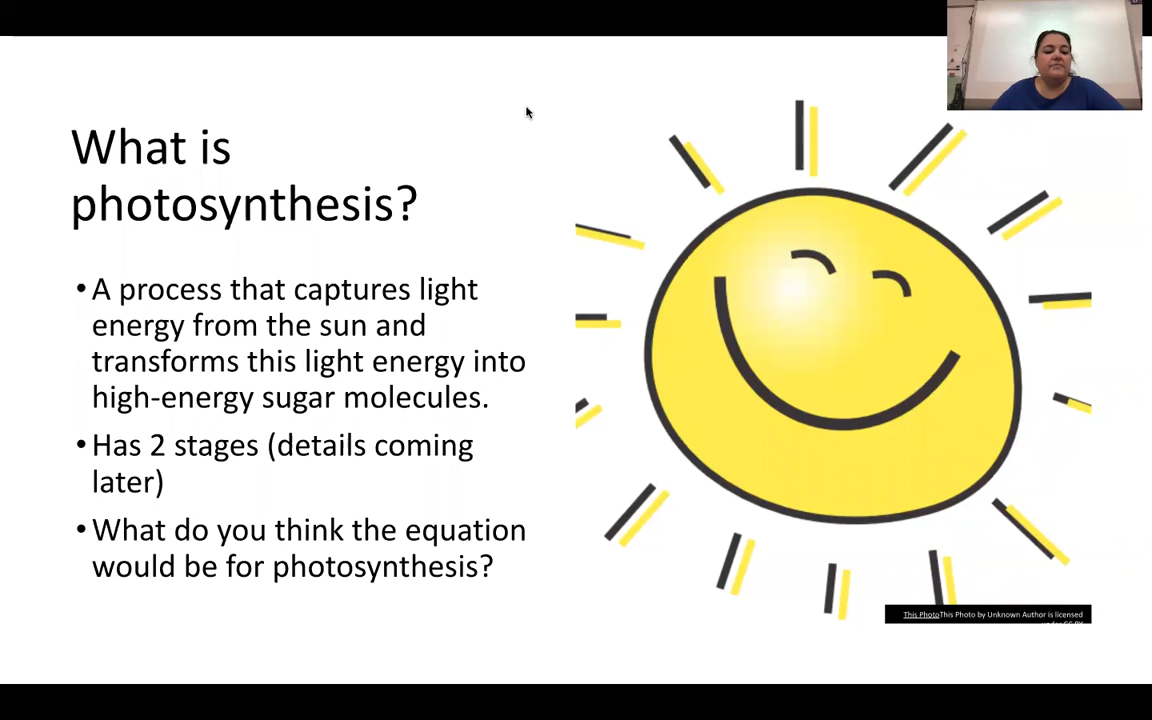 What is
photosynthesis?
•A process that captures light
energy from the sun and
transforms this light energy into
high-energy sugar molecules.
•Has 2 stages (details coming
later)
•What do you think the equation
would be for photosynthesis?
This PhotoThis Photo by Unknown Author is licensed